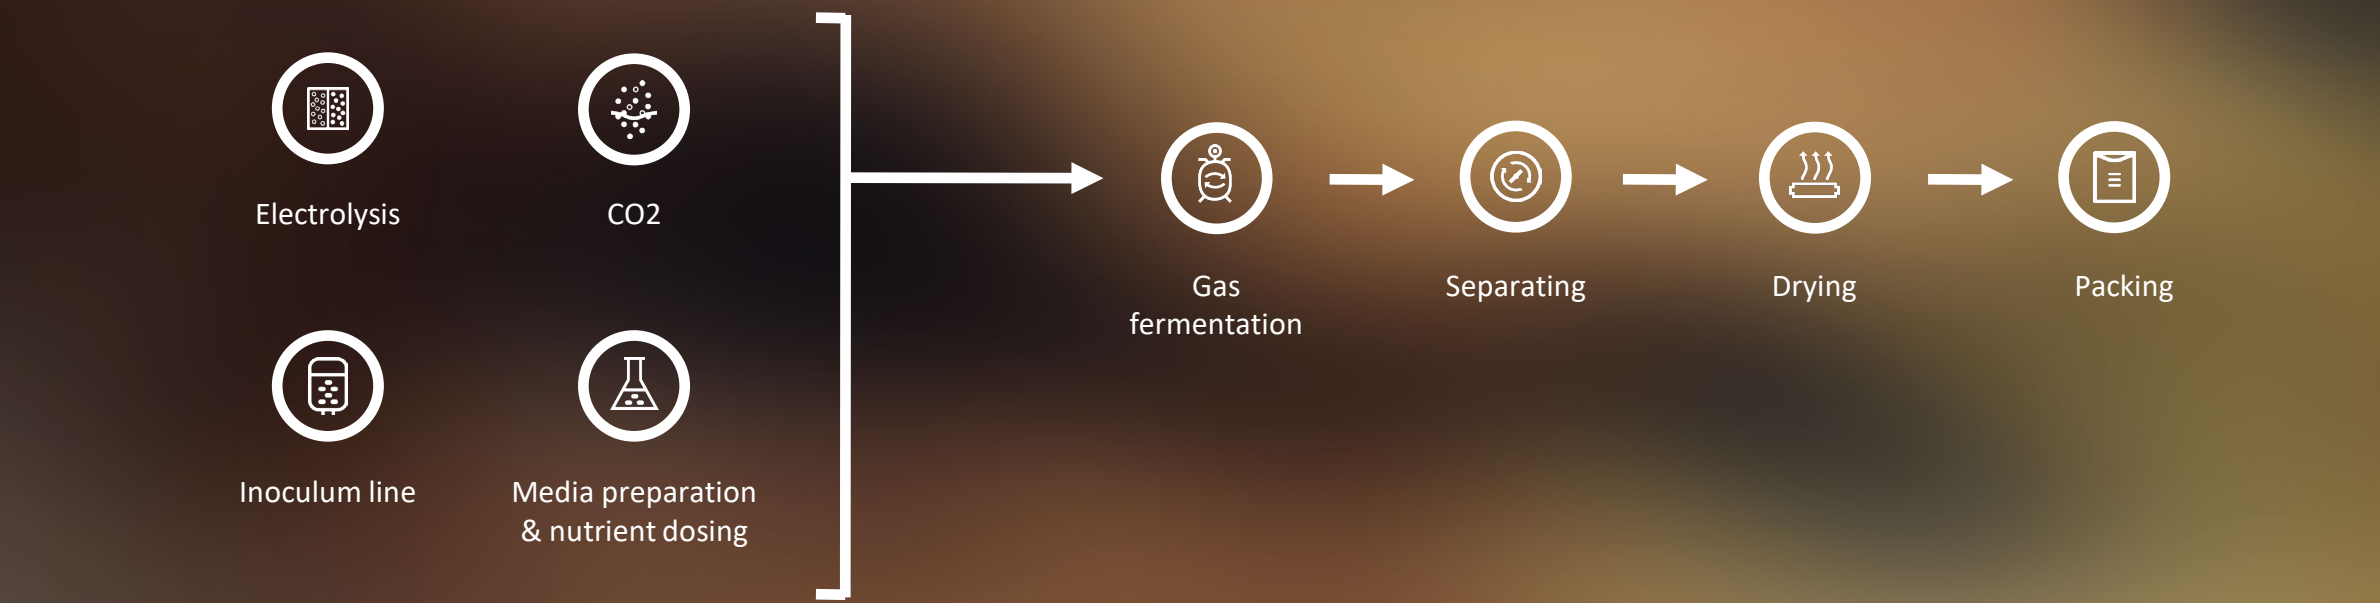 Electrolysis
CO2
Inoculum line
Media preparation
& nutrient dosing
Gas
fermentation
Separating
Drying
Packing